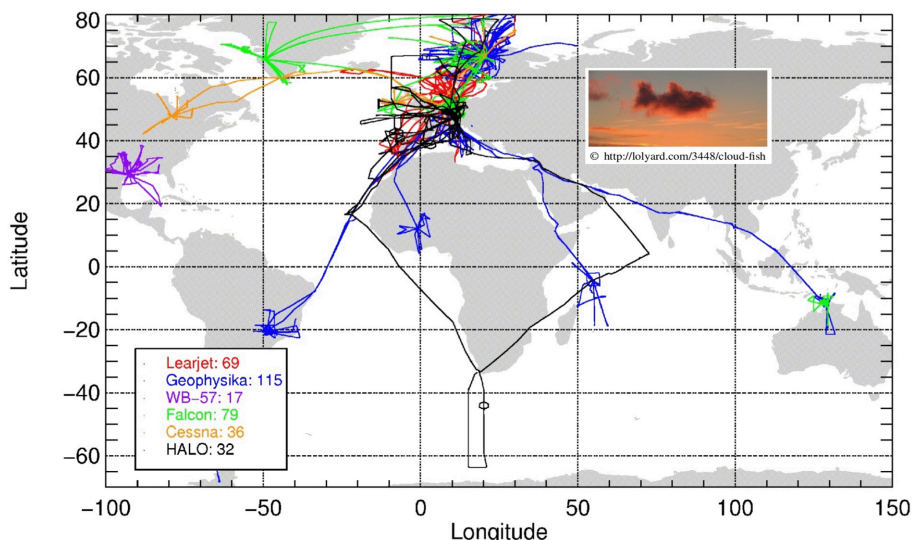 80
60
40
20
0
−20
−40
−60
Latitude
© http://lolyard.com/3448/cloud-fish
Learjet: 69
Geophysika: 115
WB−57: 17
Falcon: 79
Cessna: 36
HALO: 32
−100 −50 0 50 100 150
Longitude